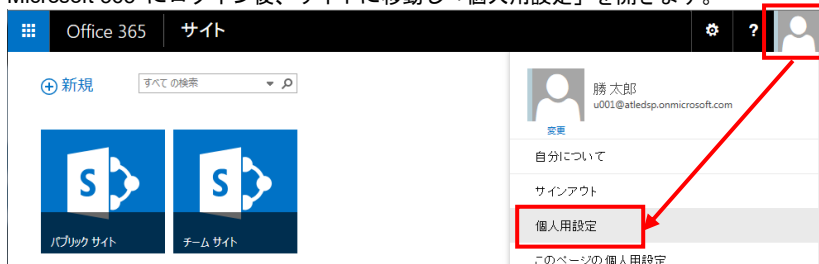 Microsoft 365 にログイン後、サイトに移動し「個人用設定」を開きます。
Office 365 サイト ?
新規 すべての検索
勝 太郎
u001@atledsp.onmicrosoft.com
変更
自分について
サインアウト
個人用設定
このページの個人用設定
S S
パブリック サイト チーム サイト